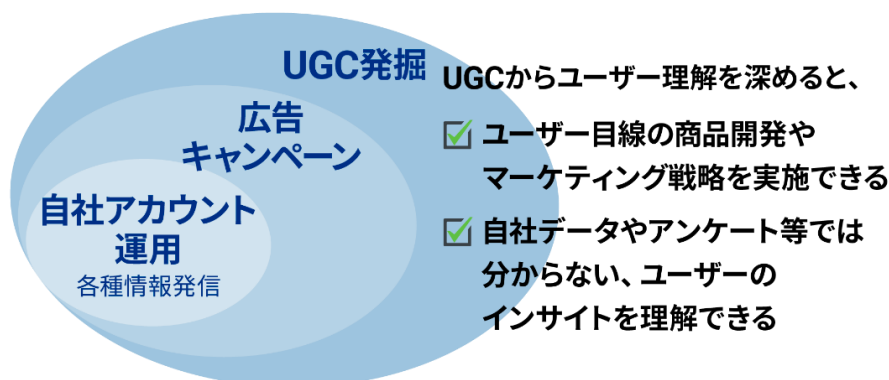 UGC発掘
広告
キャンペーン
自社アカウント
運用
各種情報発信
UGCからユーザー理解を深めると、
ユーザー目線の商品開発や
マーケティング戦略を実施できる
自社データやアンケート等では
分からない、ユーザーの
インサイトを理解できる